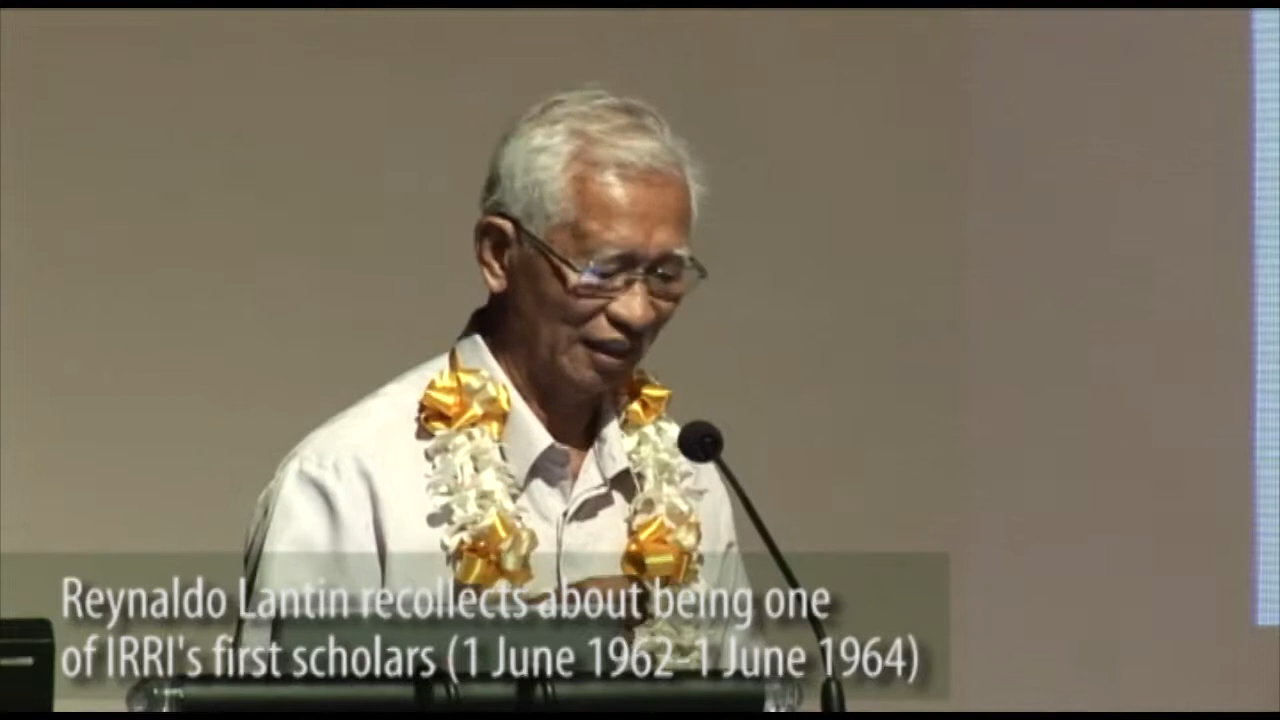 Reynaldo Lantin recollects about being one
of IRRI's first scholars (1 June 1962-1 June 1964)